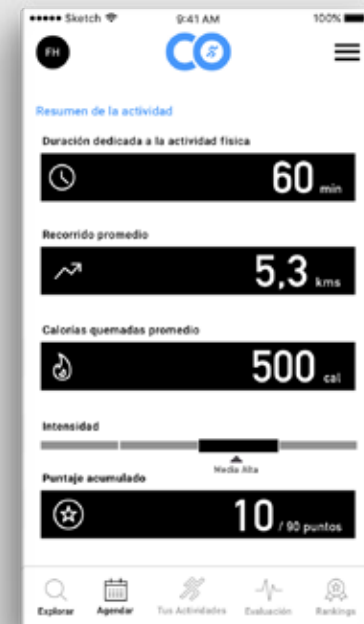 Sketch 9:41 AM 100%
FH CO
Resumen de la actividad
Duración dedicada a la actividad física
60 min
Recorrido promedio
5,3 kms
Calorías quemadas promedio
500 cal
Intensidad
Media Alta
Puntaje acumulado
10 / 90 puntos
Explorar Agendar Tus Actividades Evaluación Rankings